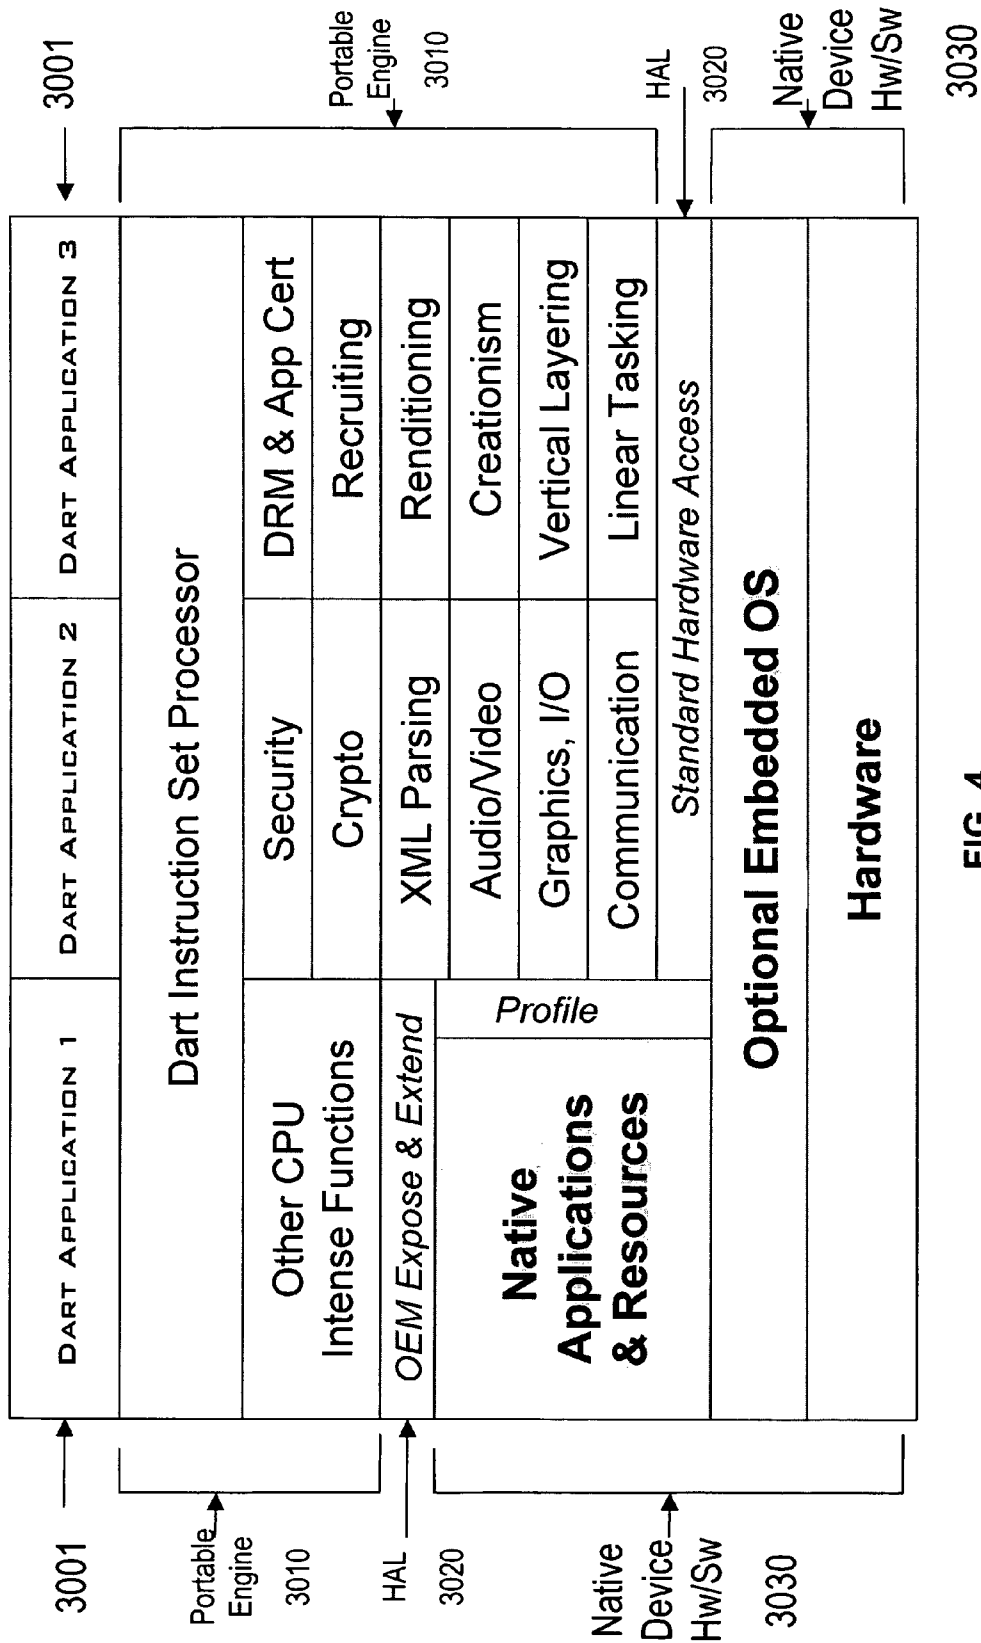 3001
DART APPLICATION 1
DART APPLICATION 2
DART APPLICATION 3
3001
Portable
Engine
3010
Dart Instruction Set Processor
Portable
Engine
3010
Other CPU
Intense Functions
Security
DRM & App Cert
Crypto
Recruiting
HAL
3020
OEM Expose & Extend
XML Parsing
Renditioning
Audio/Video
Creationism
Graphics, I/O
Vertical Layering
Communication
Linear Tasking
Native
Applications
& Resources
Profile
Standard Hardware Access
HAL
3020
Native
Device
Hw/Sw
3030
Optional Embedded OS
Hardware
Native
Device
Hw/Sw
3030
FIG. 4